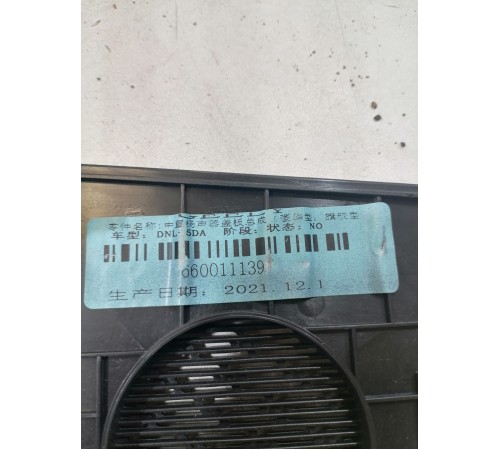 GEELY
零件名称:中置扬声器盖板总成 (豪华型、旗舰型
车型: DNL-5DA 阶段: 状态: NO
660011139
生产日期: 2021.12.1